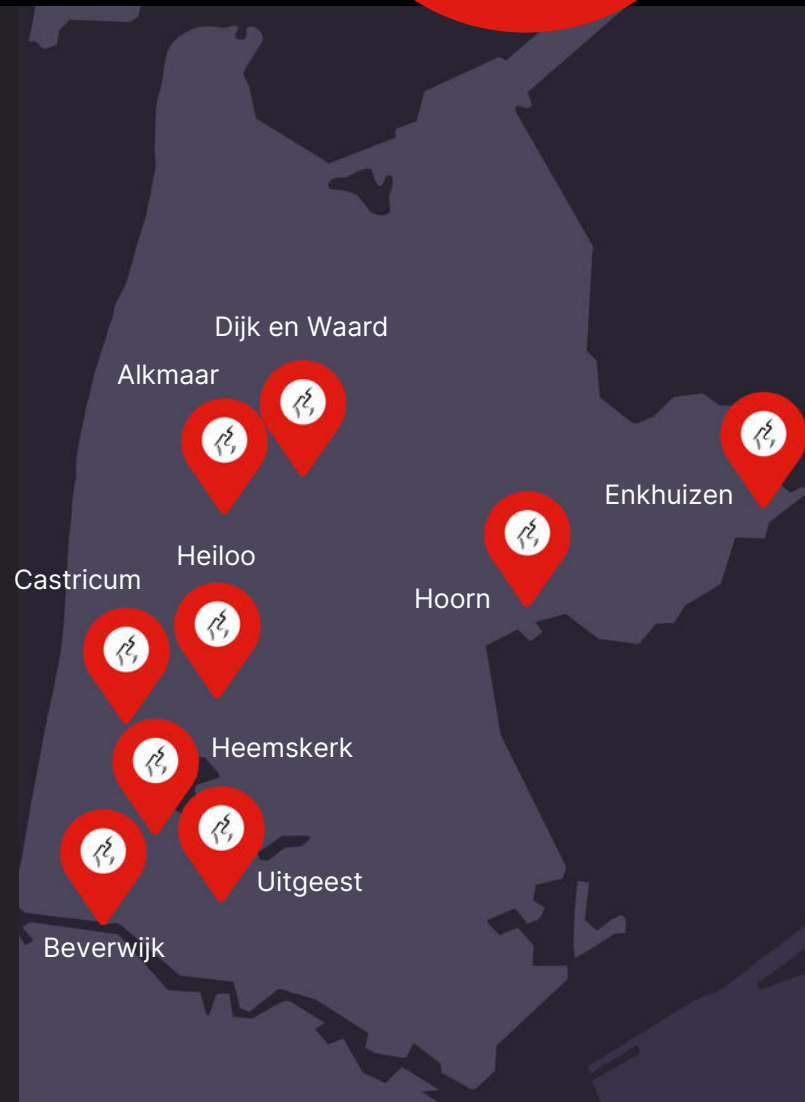 Dijk en Waard
Alkmaar
Enkhuizen
Heiloo
Castricum
Hoorn
Heemskerk
Uitgeest
Beverwijk